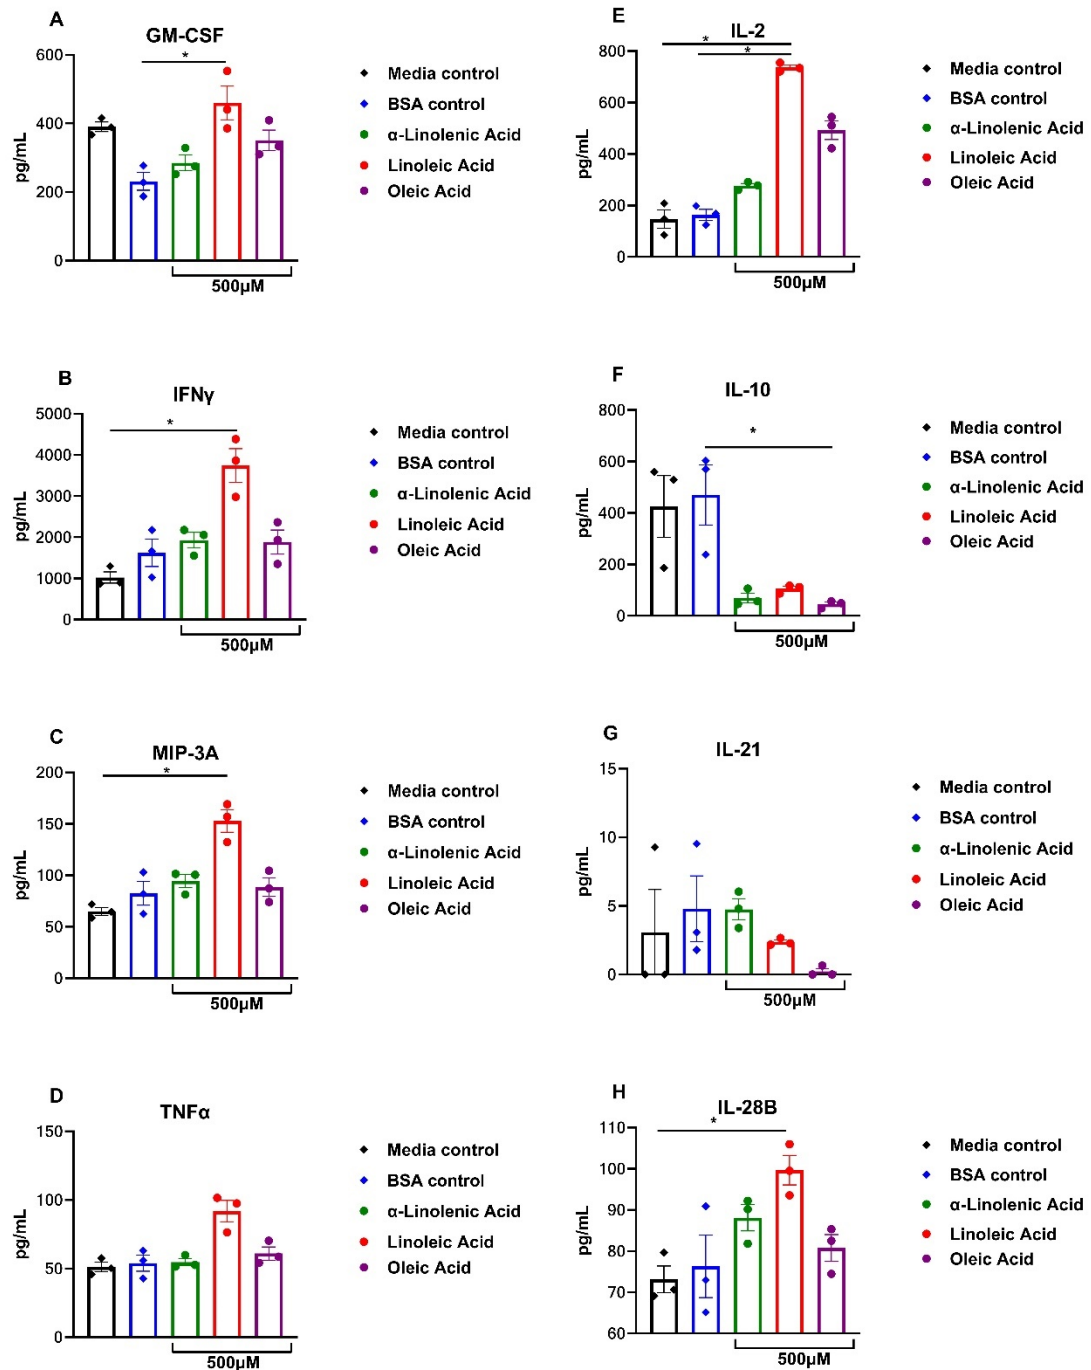 A
GM-CSF
*
600
400
200
0
pg/mL
500µM
Media control
BSA control
α-Linolenic Acid
Linoleic Acid
Oleic Acid
E
IL-2
*
*
800
600
400
200
0
pg/mL
500µM
Media control
BSA control
α-Linolenic Acid
Linoleic Acid
Oleic Acid
B
IFNγ
*
5000
4000
3000
2000
1000
0
pg/mL
500µM
Media control
BSA control
α-Linolenic Acid
Linoleic Acid
Oleic Acid
F
IL-10
*
800
600
400
200
0
pg/mL
500µM
Media control
BSA control
α-Linolenic Acid
Linoleic Acid
Oleic Acid
C
MIP-3A
*
200
150
100
50
0
pg/mL
500µM
Media control
BSA control
α-Linolenic Acid
Linoleic Acid
Oleic Acid
G
IL-21
15
10
5
0
pg/mL
500µM
Media control
BSA control
α-Linolenic Acid
Linoleic Acid
Oleic Acid
D
TNFα
150
100
50
0
pg/mL
500µM
Media control
BSA control
α-Linolenic Acid
Linoleic Acid
Oleic Acid
H
IL-28B
*
110
100
90
80
70
60
pg/mL
500µM
Media control
BSA control
α-Linolenic Acid
Linoleic Acid
Oleic Acid